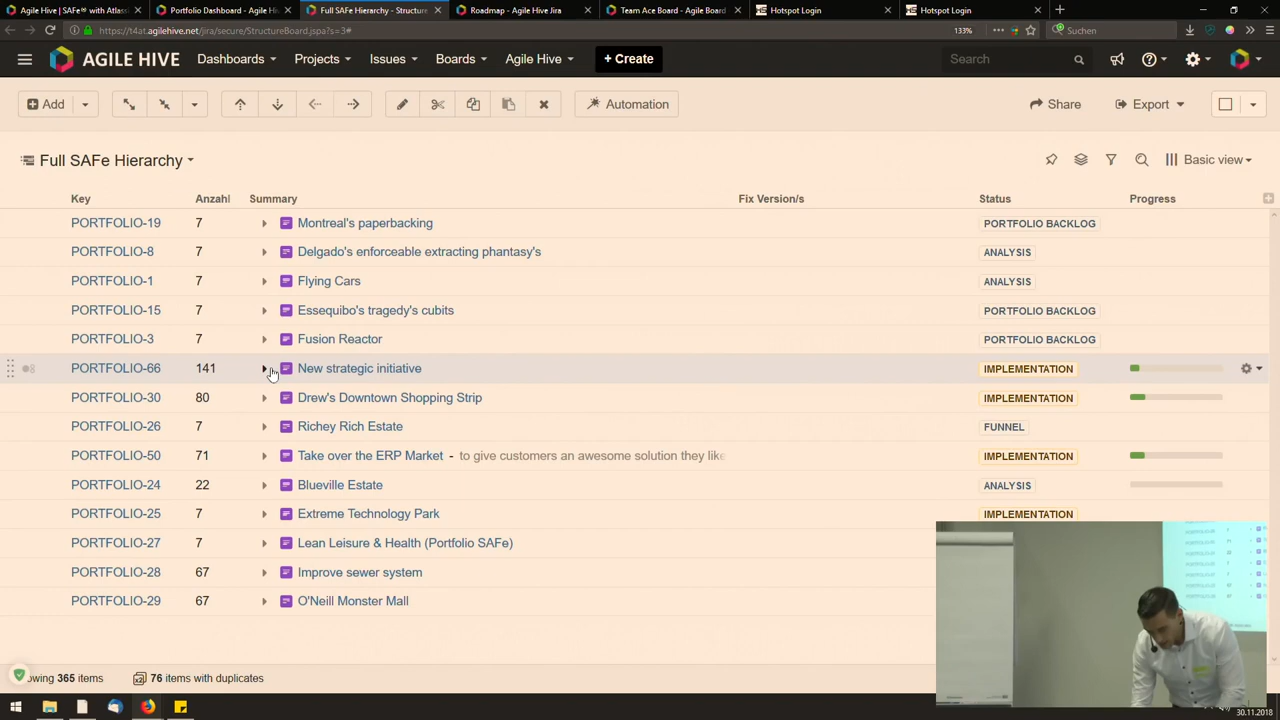 Agile Hive | SAFe™ with Atlass
Portfolio Dashboard - Agile Hi
Full SAFe Hierarchy - Structure
Roadmap - Agile Hive Jira
Team Ace Board - Agile Board
Hotspot Login
Hotspot Login
https://t4at.agilehive.net/jira/secure/StructureBoard.jspa?s=3#
133%
Suchen
AGILE HIVE
Dashboards
Projects
Issues
Boards
Agile Hive
+ Create
Search
Add
Automation
Share
Export
Full SAFe Hierarchy
Basic view
Key Anzahl Summary Fix Version/s Status Progress
PORTFOLIO-19 7 Montreal's paperbacking PORTFOLIO BACKLOG
PORTFOLIO-8 7 Delgado's enforceable extracting phantasy's ANALYSIS
PORTFOLIO-1 7 Flying Cars ANALYSIS
PORTFOLIO-15 7 Essequibo's tragedy's cubits PORTFOLIO BACKLOG
PORTFOLIO-3 7 Fusion Reactor PORTFOLIO BACKLOG
PORTFOLIO-66 141 New strategic initiative IMPLEMENTATION
PORTFOLIO-30 80 Drew's Downtown Shopping Strip IMPLEMENTATION
PORTFOLIO-26 7 Richey Rich Estate FUNNEL
PORTFOLIO-50 71 Take over the ERP Market - to give customers an awesome solution they like IMPLEMENTATION
PORTFOLIO-24 22 Blueville Estate ANALYSIS
PORTFOLIO-25 7 Extreme Technology Park IMPLEMENTATION
PORTFOLIO-27 7 Lean Leisure & Health (Portfolio SAFe)
PORTFOLIO-28 67 Improve sewer system
PORTFOLIO-29 67 O'Neill Monster Mall
owing 365 items
76 items with duplicates
30.11.2018